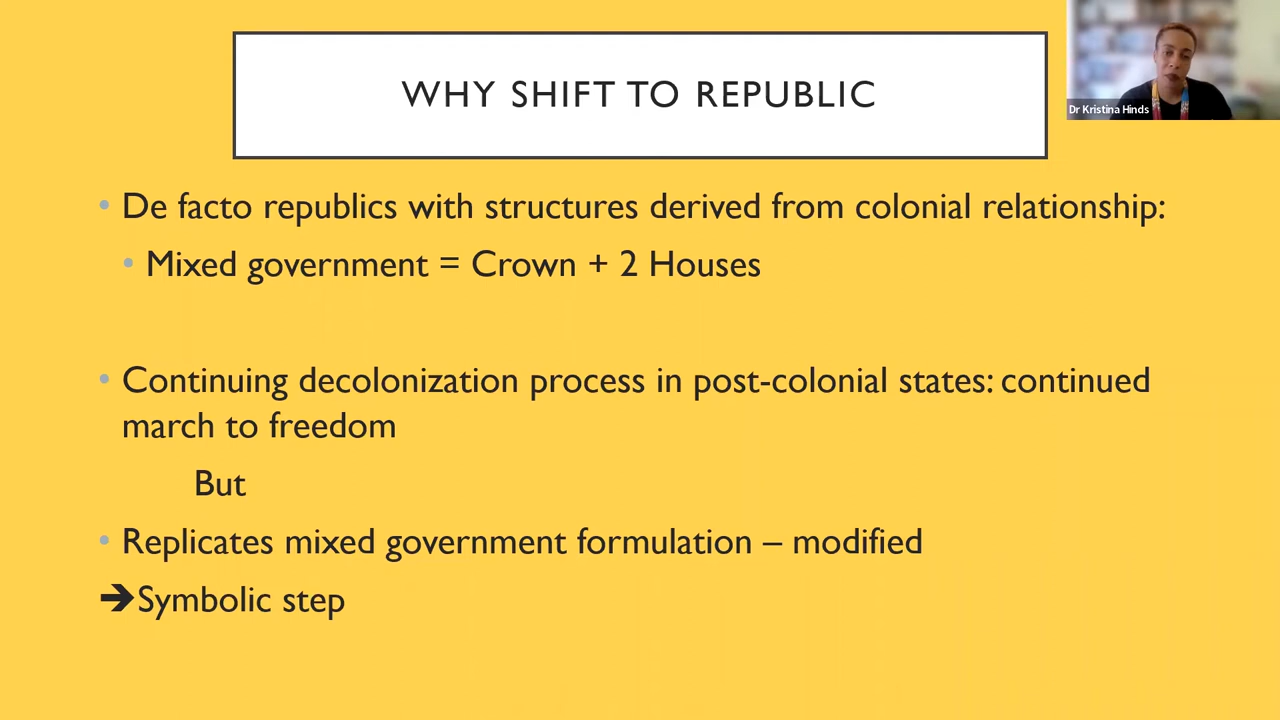 WHY SHIFT TO REPUBLIC
Dr Kristina Hinds
• De facto republics with structures derived from colonial relationship:
• Mixed government = Crown + 2 Houses
• Continuing decolonization process in post-colonial states: continued
march to freedom
But
• Replicates mixed government formulation – modified
➔Symbolic step